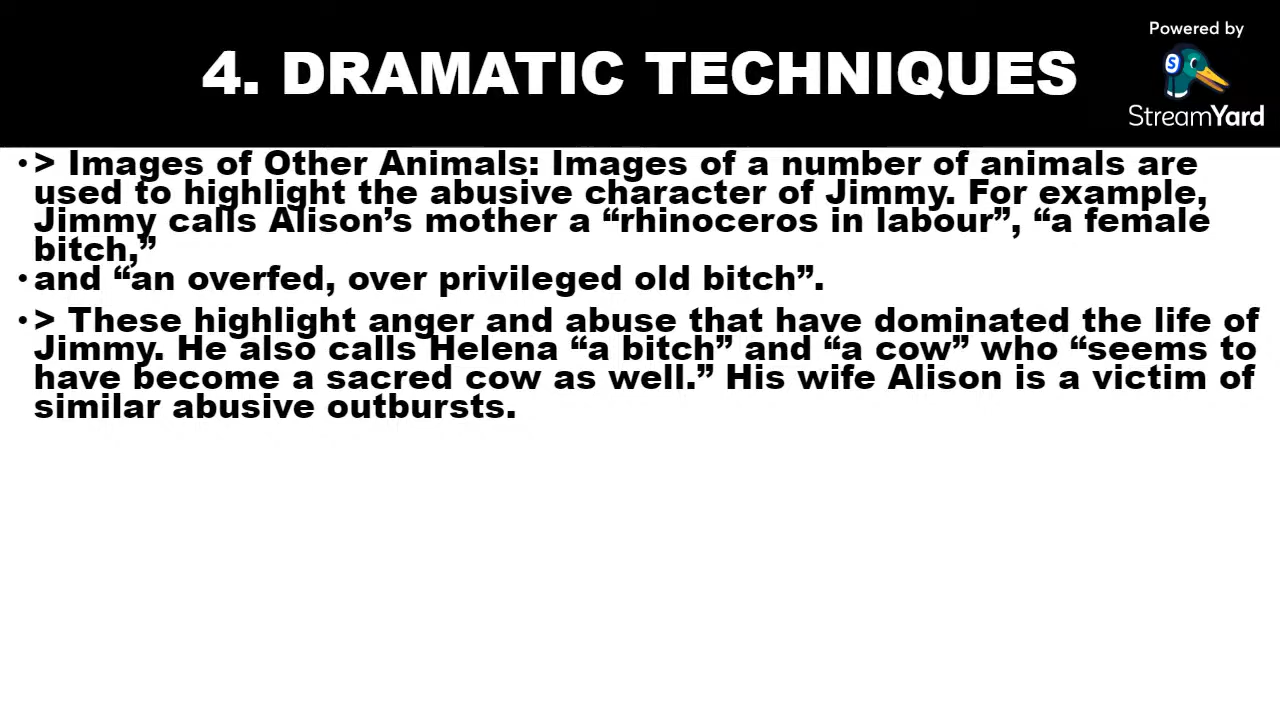 Powered by
4. DRAMATIC TECHNIQUES
S
StreamYard
• > Images of Other Animals: Images of a number of animals are
used to highlight the abusive character of Jimmy. For example,
Jimmy calls Alison’s mother a “rhinoceros in labour”, “a female
bitch,”
• and “an overfed, over privileged old bitch”.
• > These highlight anger and abuse that have dominated the life of
Jimmy. He also calls Helena “a bitch” and “a cow” who “seems to
have become a sacred cow as well.” His wife Alison is a victim of
similar abusive outbursts.